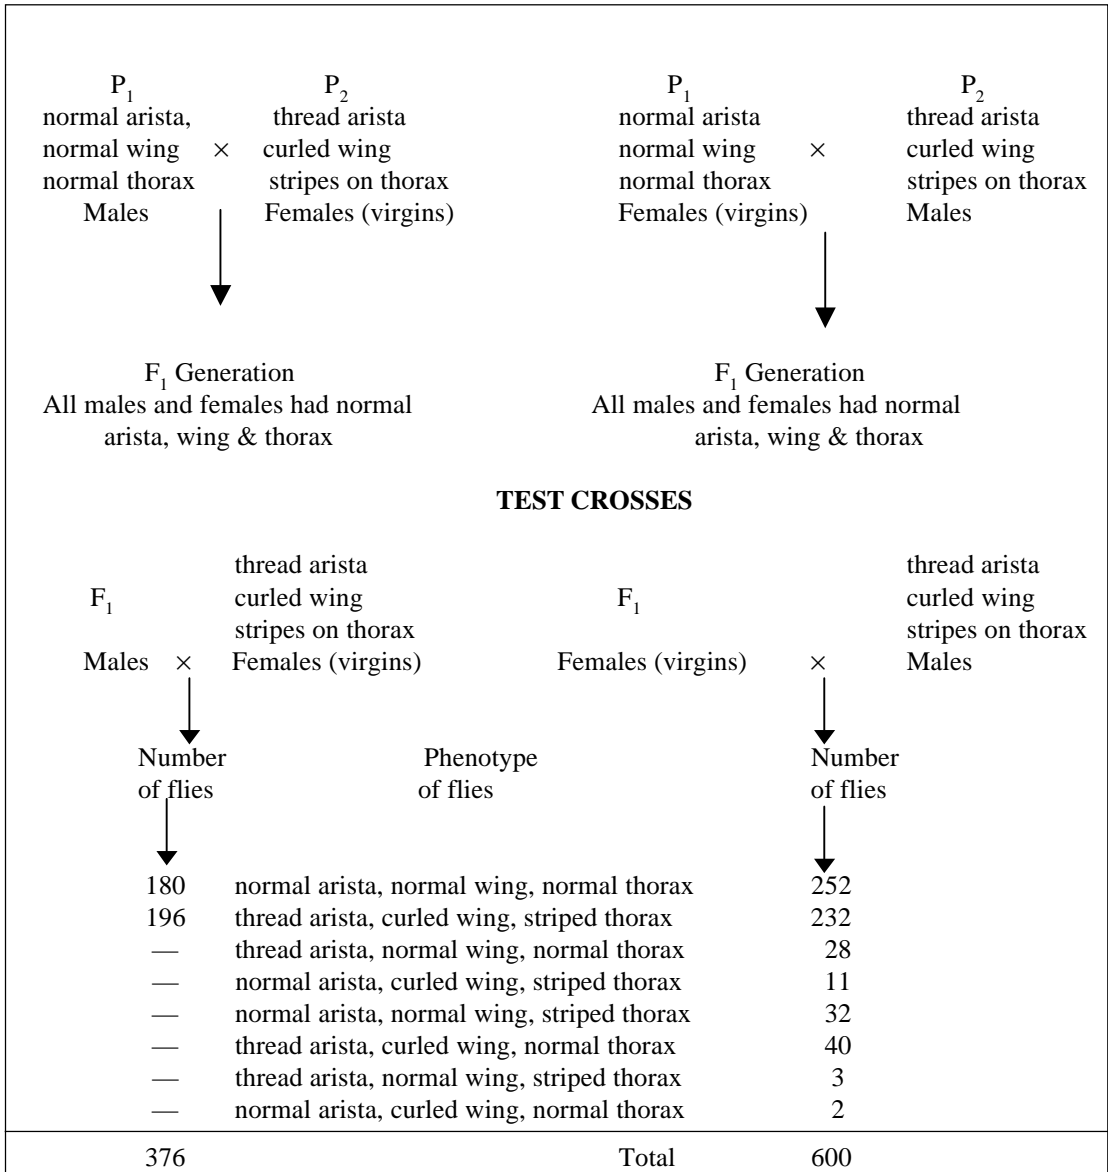 P1 P2 P1 P2
normal arista, thread arista normal arista thread arista
normal wing × curled wing normal wing × curled wing
normal thorax stripes on thorax normal thorax stripes on thorax
Males Females (virgins) Females (virgins) Males
F1 Generation F1 Generation
All males and females had normal All males and females had normal
arista, wing & thorax arista, wing & thorax
TEST CROSSES
thread arista thread arista
F1 curled wing F1 curled wing
stripes on thorax stripes on thorax
Males × Females (virgins) Females (virgins) × Males
Number Phenotype Number
of flies of flies of flies
180 normal arista, normal wing, normal thorax 252
196 thread arista, curled wing, striped thorax 232
— thread arista, normal wing, normal thorax 28
— normal arista, curled wing, striped thorax 11
— normal arista, normal wing, striped thorax 32
— thread arista, curled wing, normal thorax 40
— thread arista, normal wing, striped thorax 3
— normal arista, curled wing, normal thorax 2
376 Total 600